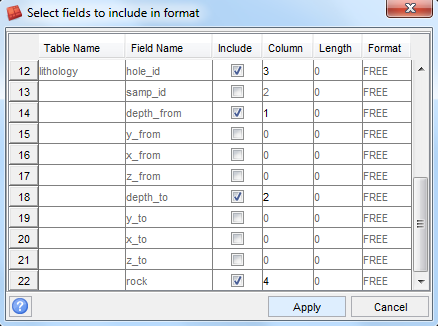 Select fields to include in format
Table Name Field Name Include Column Length Format
12 lithology hole_id 3 0 FREE
13 samp_id 2 0 FREE
14 depth_from 1 0 FREE
15 y_from 0 0 FREE
16 x_from 0 0 FREE
17 z_from 0 0 FREE
18 depth_to 2 0 FREE
19 y_to 0 0 FREE
20 x_to 0 0 FREE
21 z_to 0 0 FREE
22 rock 4 0 FREE
? Apply Cancel